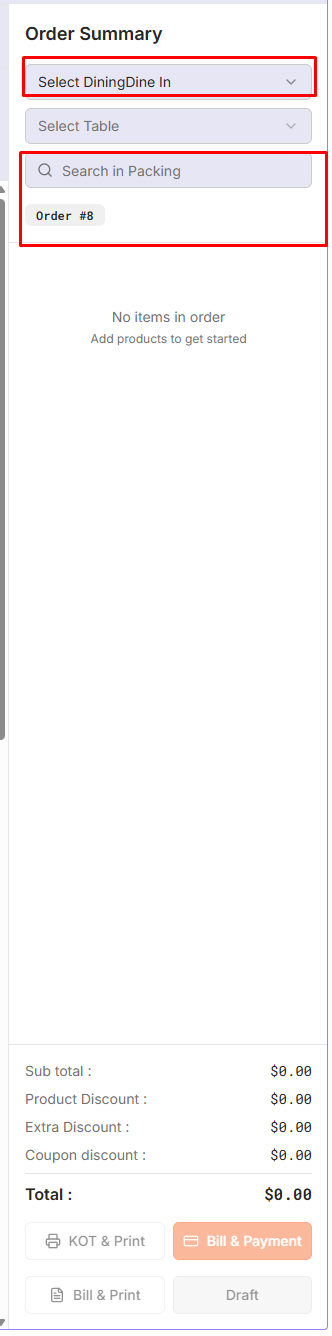 Order Summary
Select DiningDine In
Select Table
Search in Packing
Order #8
No items in order
Add products to get started
Sub total : $0.00
Product Discount : $0.00
Extra Discount : $0.00
Coupon discount : $0.00
Total : $0.00
KOT & Print Bill & Payment
Bill & Print Draft